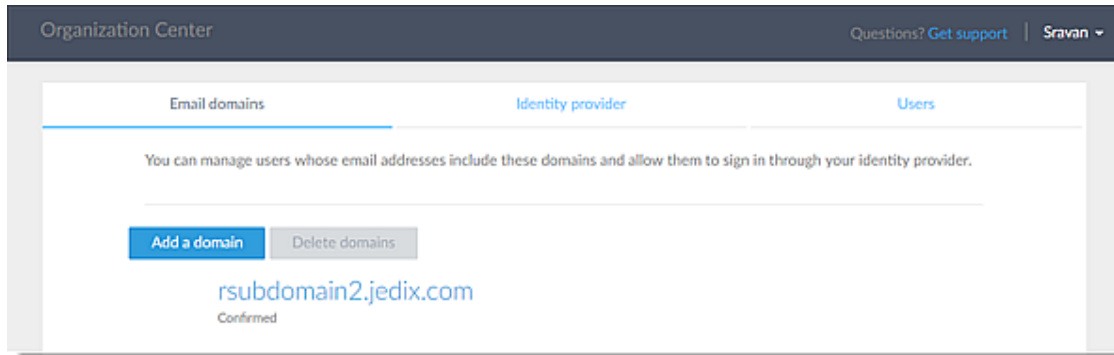 Organization Center
Questions? Get support | Sravan
Email domains
Identity provider
Users
You can manage users whose email addresses include these domains and allow them to sign in through your identity provider.
Add a domain
Delete domains
rsubdomain2.jedix.com
Confirmed